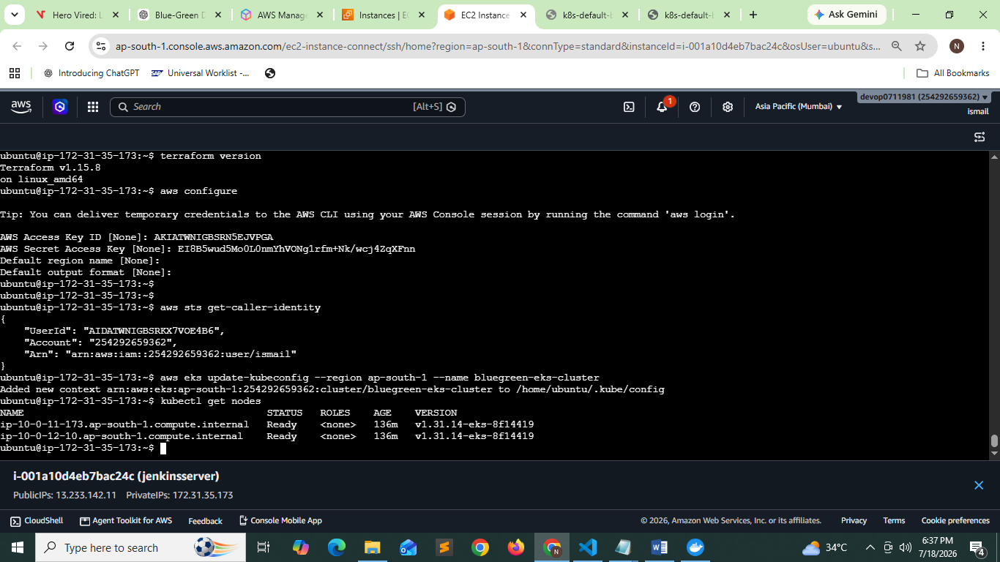 Hero Vired: L
Blue-Green D
AWS Manage
Instances | EC
EC2 Instance
k8s-default-b
k8s-default-b
Ask Gemini
ap-south-1.console.aws.amazon.com/ec2-instance-connect/ssh/home?region=ap-south-1&connType=standard&instanceId=i-001a10d4eb7bac24c&osUser=ubuntu&s...
N
Introducing ChatGPT
SAP
Universal Worklist -...
All Bookmarks
aws
Search
[Alt+S]
1
Asia Pacific (Mumbai)
devop0711981 (254292659362)
ismail
ubuntu@ip-172-31-35-173:~$ terraform version
Terraform v1.15.8
on linux_amd64
ubuntu@ip-172-31-35-173:~$ aws configure
Tip: You can deliver temporary credentials to the AWS CLI using your AWS Console session by running the command 'aws login'.
AWS Access Key ID [None]: AKIATWNIGBSRN5EJVPGA
AWS Secret Access Key [None]: EI8B5wud5Mo0L0nmYhVONg1rfm+Nk/wcj4ZqXFnn
Default region name [None]:
Default output format [None]:
ubuntu@ip-172-31-35-173:~$
ubuntu@ip-172-31-35-173:~$
ubuntu@ip-172-31-35-173:~$ aws sts get-caller-identity
{
"UserId": "AIDATWNIGBSRKX7VOE4B6",
"Account": "254292659362",
"Arn": "arn:aws:iam::254292659362:user/ismail"
}
ubuntu@ip-172-31-35-173:~$ aws eks update-kubeconfig --region ap-south-1 --name bluegreen-eks-cluster
Added new context arn:aws:eks:ap-south-1:254292659362:cluster/bluegreen-eks-cluster to /home/ubuntu/.kube/config
ubuntu@ip-172-31-35-173:~$ kubectl get nodes
NAME STATUS ROLES AGE VERSION
ip-10-0-11-173.ap-south-1.compute.internal Ready <none> 136m v1.31.14-eks-8f14419
ip-10-0-12-10.ap-south-1.compute.internal Ready <none> 136m v1.31.14-eks-8f14419
ubuntu@ip-172-31-35-173:~$
i-001a10d4eb7bac24c (jenkinsserver)
PublicIPs: 13.233.142.11 PrivateIPs: 172.31.35.173
CloudShell
Agent Toolkit for AWS
Feedback
Console Mobile App
© 2026, Amazon Web Services, Inc. or its affiliates.
Privacy
Terms
Cookie preferences
Type here to search
N
34°C
6:37 PM
7/18/2026
4